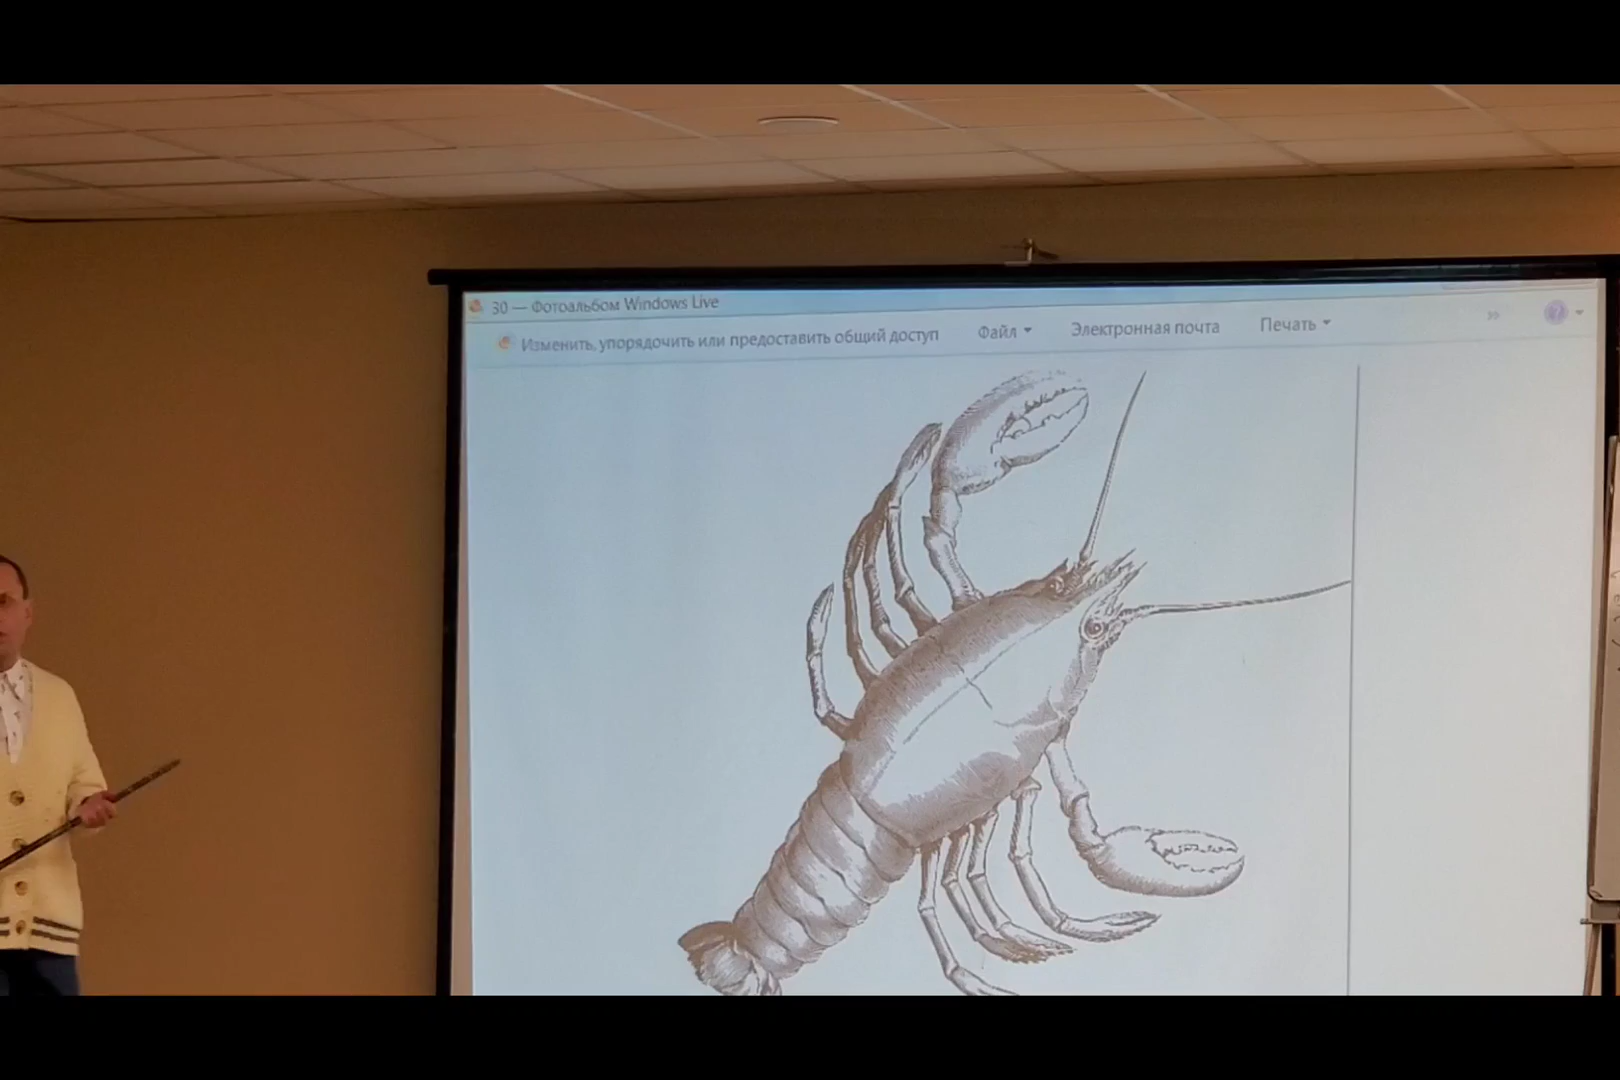 30 — Фотоальбом Windows Live
Изменить, упорядочить или предоставить общий доступ Файл Электронная почта Печать »